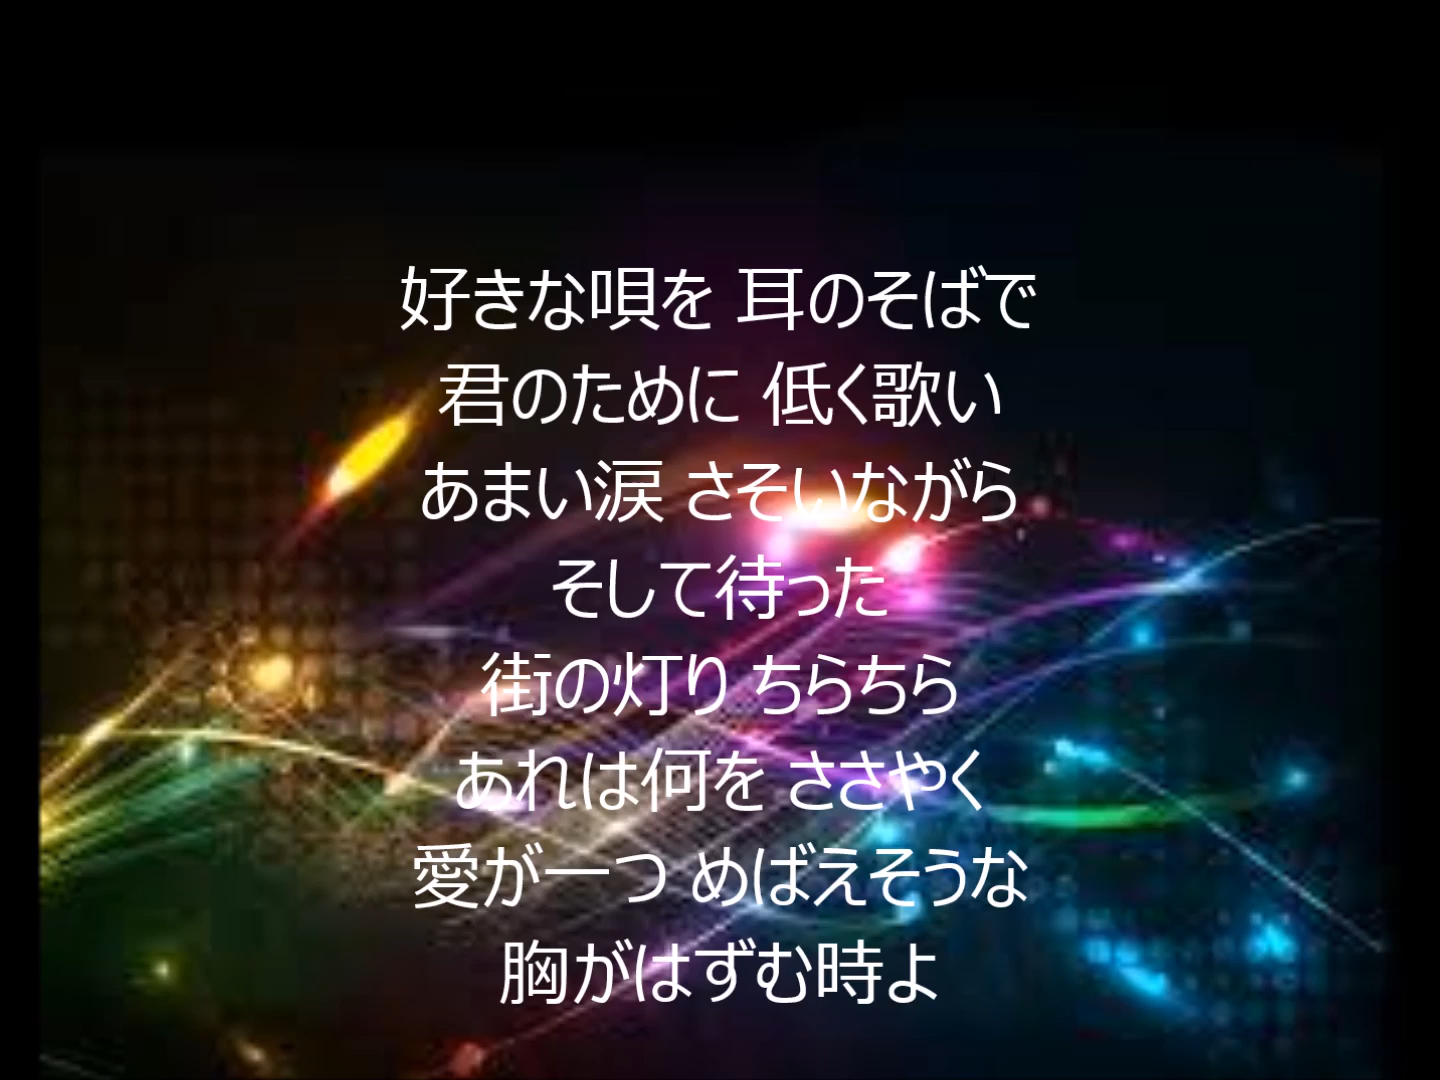 好きな唄を 耳のそばで
君のために 低く歌い
あまい涙 さそいながら
そして待った
街の灯り ちらちら
あれは何を ささやく
愛が一つ めばえそうな
胸がはずむ時よ